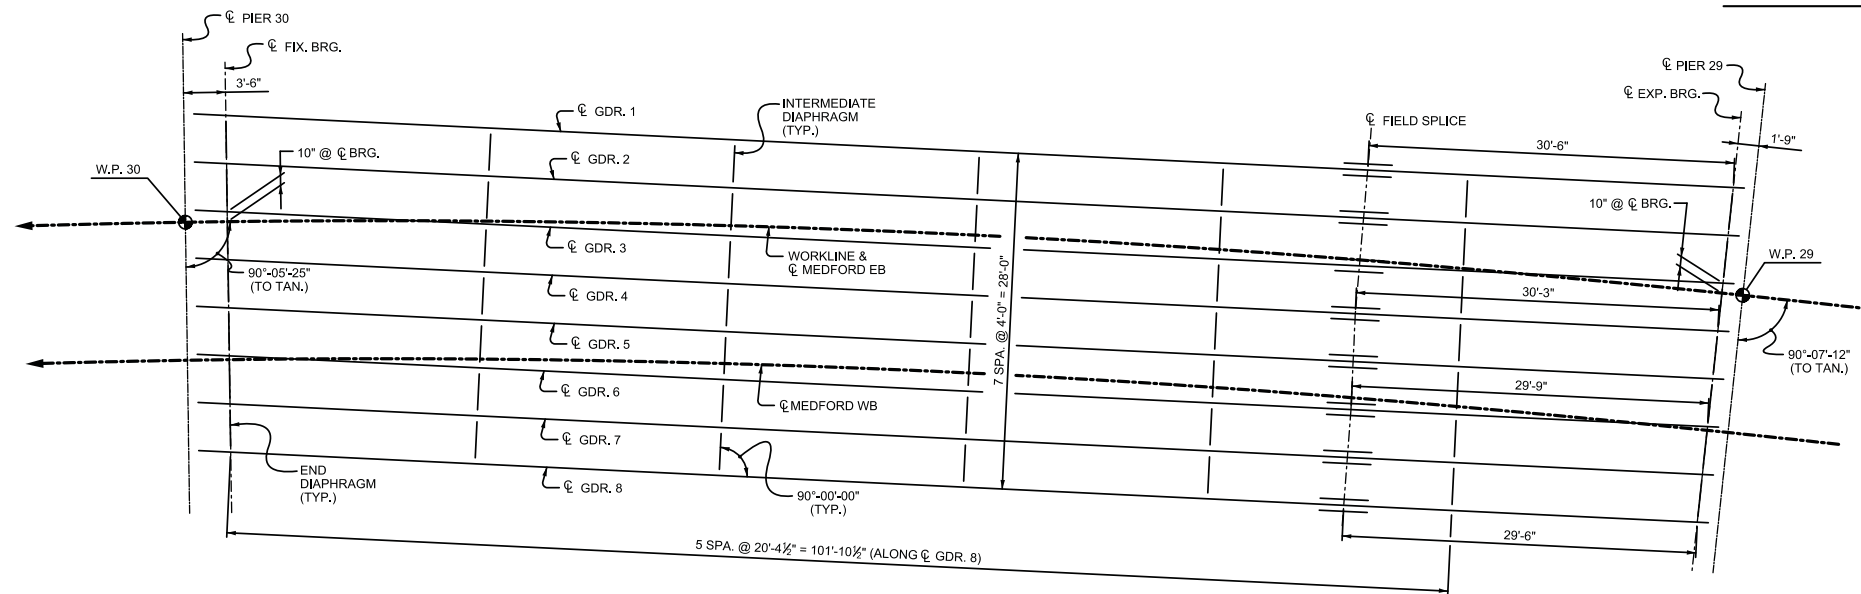 ℄ PIER 30
℄ FIX. BRG.
3'-6"
℄ GDR. 1
INTERMEDIATE
DIAPHRAGM
(TYP.)
℄ PIER 29
℄ EXP. BRG.
1'-9"
℄ FIELD SPLICE
30'-6"
10" @ ℄ BRG.
℄ GDR. 2
W.P. 30
10" @ ℄ BRG.
℄ GDR. 3
WORKLINE &
℄ MEDFORD EB
W.P. 29
90°-05'-25"
(TO TAN.)
℄ GDR. 4
30'-3"
℄ GDR. 5
7 SPA. @ 4'-0" = 28'-0"
90°-07'-12"
(TO TAN.)
℄ GDR. 6
℄ MEDFORD WB
29'-9"
℄ GDR. 7
END
DIAPHRAGM
(TYP.)
℄ GDR. 8
90°-00'-00"
(TYP.)
29'-6"
5 SPA. @ 20'-4½" = 101'-10½" (ALONG ℄ GDR. 8)